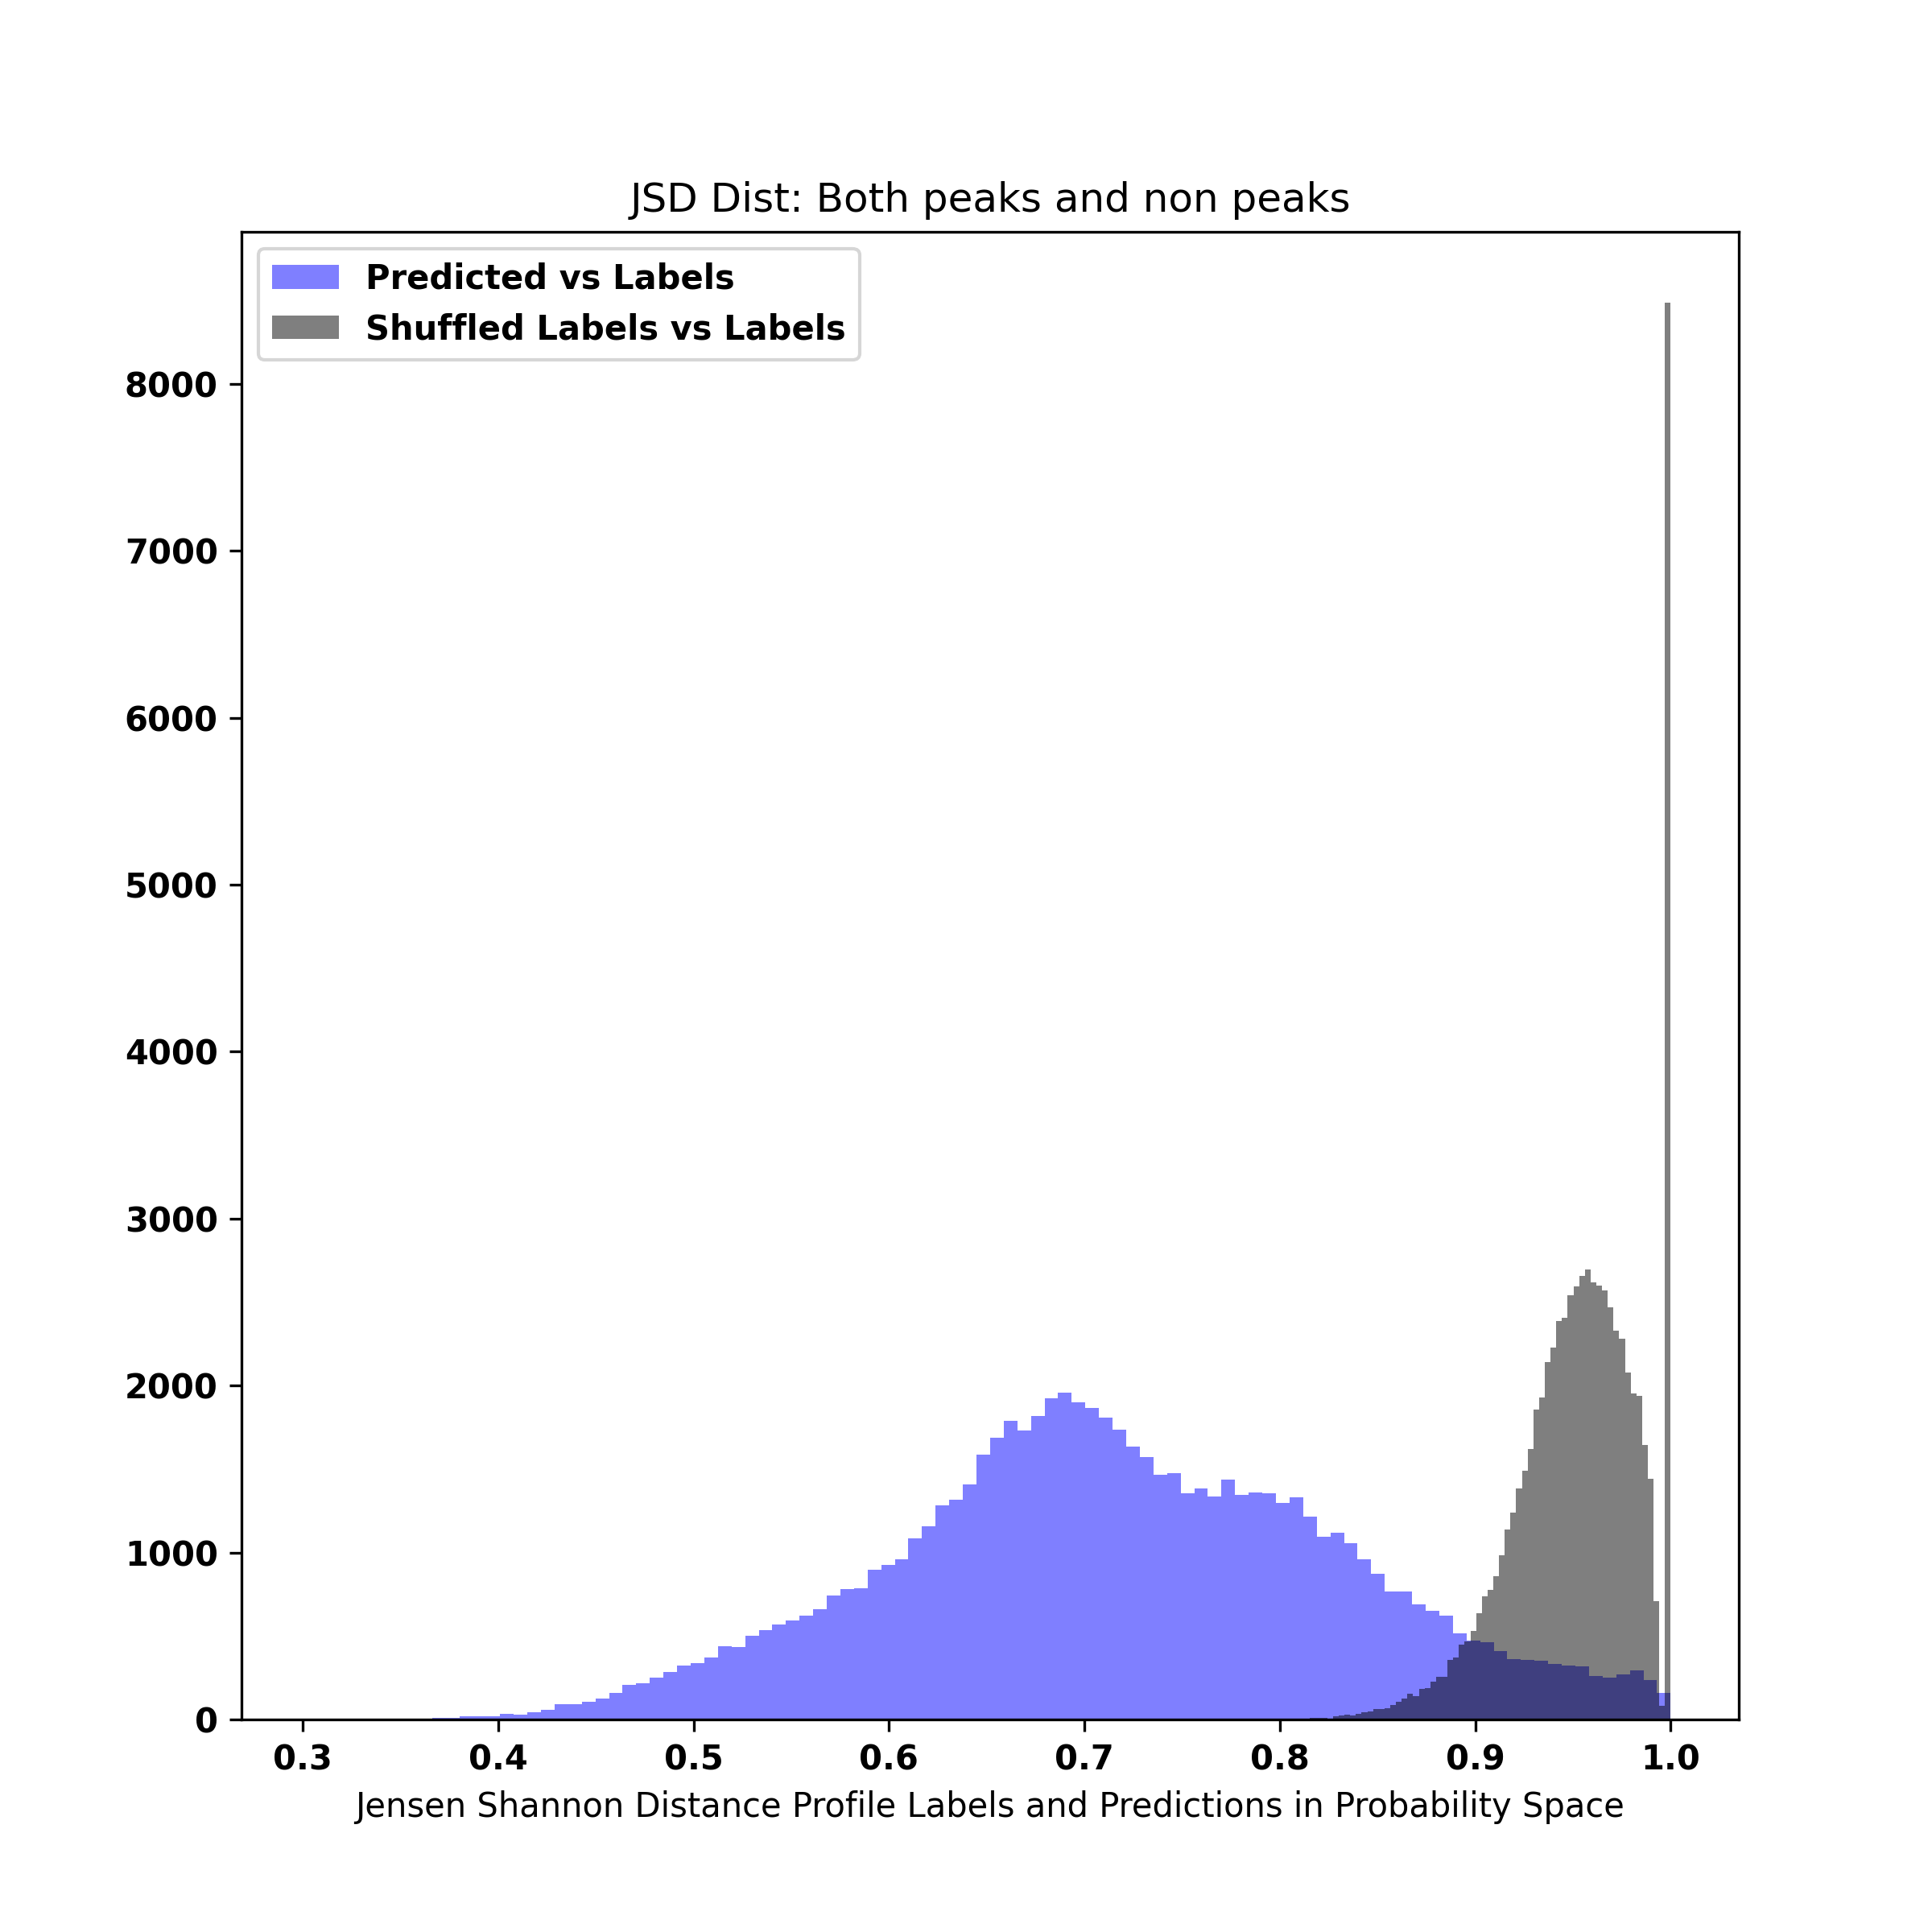 JSD Dist: Both peaks and non peaks
Predicted vs Labels
Shuffled Labels vs Labels
8000
7000
6000
5000
4000
3000
2000
1000
0
0.3 0.4 0.5 0.6 0.7 0.8 0.9 1.0
Jensen Shannon Distance Profile Labels and Predictions in Probability Space